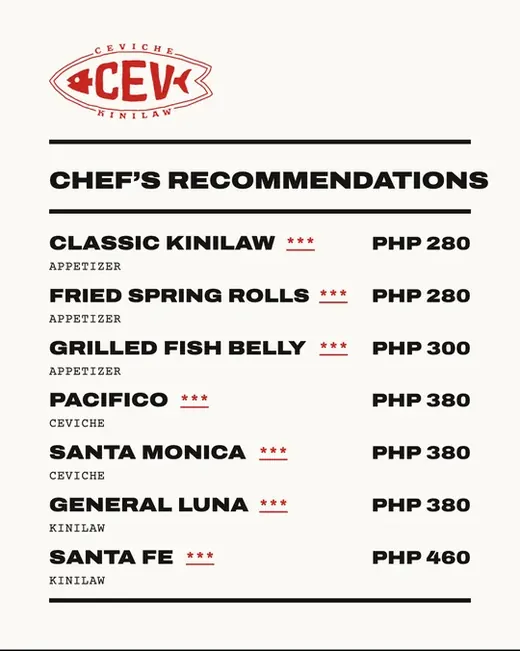 CEVICHE
CEV
KINILAW
CHEF'S RECOMMENDATIONS
CLASSIC KINILAW *** PHP 280
APPETIZER
FRIED SPRING ROLLS *** PHP 280
APPETIZER
GRILLED FISH BELLY *** PHP 300
APPETIZER
PACIFICO *** PHP 380
CEVICHE
SANTA MONICA *** PHP 380
CEVICHE
GENERAL LUNA *** PHP 380
KINILAW
SANTA FE *** PHP 460
KINILAW